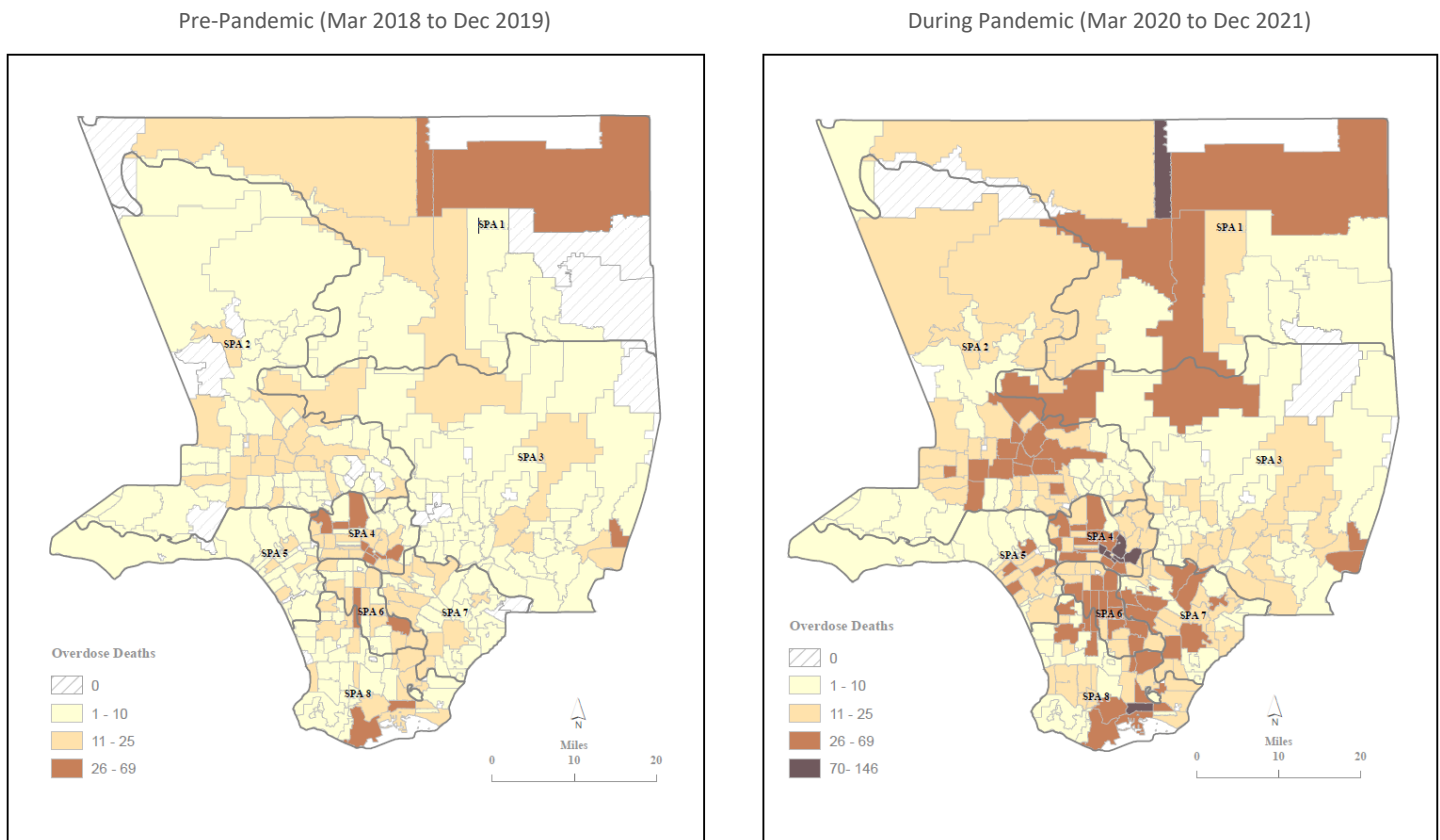 Pre-Pandemic (Mar 2018 to Dec 2019)
SPA 1
SPA 2
SPA 3
SPA 4
SPA 5
SPA 6
SPA 7
SPA 8
Overdose Deaths
0
1 - 10
11 - 25
26 - 69
N
Miles
0 10 20
During Pandemic (Mar 2020 to Dec 2021)
SPA 1
SPA 2
SPA 3
SPA 4
SPA 5
SPA 6
SPA 7
SPA 8
Overdose Deaths
0
1 - 10
11 - 25
26 - 69
70- 146
N
Miles
0 10 20